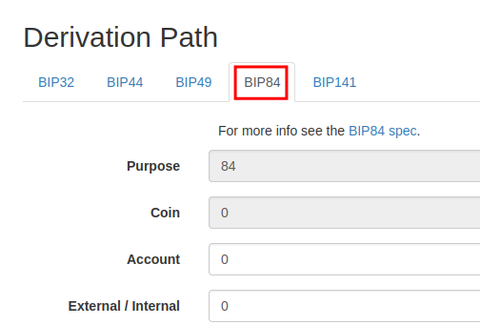 Derivation Path
BIP32 BIP44 BIP49 BIP84 BIP141
For more info see the BIP84 spec.
Purpose 84
Coin 0
Account 0
External / Internal 0